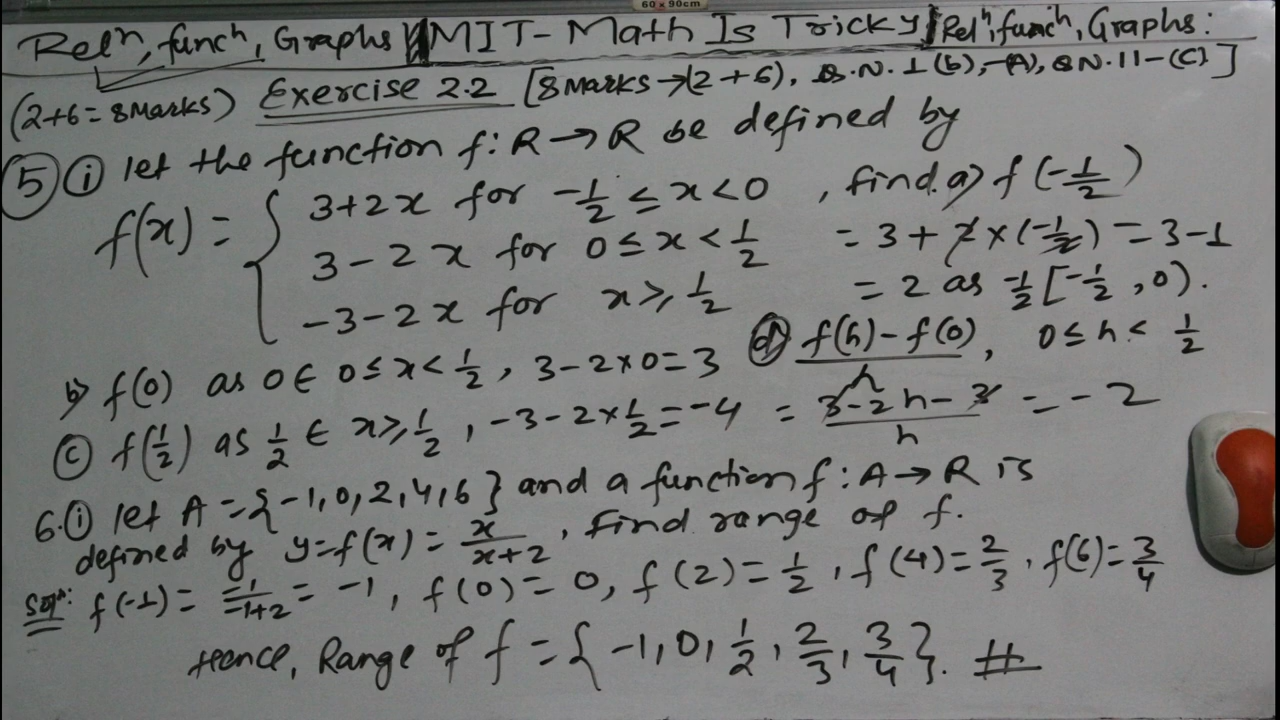 60 x 90cm
Relⁿ, funcʰ, Graphs | MIT- Math Is Tricky | Relⁿ, funcʰ, Graphs:
(2+6=8 Marks) Exercise 2.2 [8 Marks→(2+6), Q.N.1(b),-(A), Q N.11-(C)]
5 (i) let the function f: R→R be defined by
f(x) = { 3+2x for -1/2 ≤ x < 0 , find a) f(-1/2)
3-2x for 0 ≤ x < 1/2 = 3+2×(-1/2) = 3-1
-3-2x for x ≥ 1/2 = 2 as -1/2 [-1/2, 0).
b) f(0) as 0 ∈ 0 ≤ x < 1/2, 3-2×0=3 (d) f(h)-f(0)/h, 0 ≤ h < 1/2
(c) f(1/2) as 1/2 ∈ x ≥ 1/2, -3-2×1/2=-4 = 3-2h-3/h = -2
6.(i) let A={-1,0,2,4,6} and a function f: A→R is
defined by y=f(x)= x/x+2, Find range of f.
Solⁿ: f(-1)= -1/-1+2 = -1, f(0)=0, f(2)=1/2, f(4)=2/3, f(6)=3/4
Hence, Range of f = {-1,0,1/2,2/3,3/4}. #